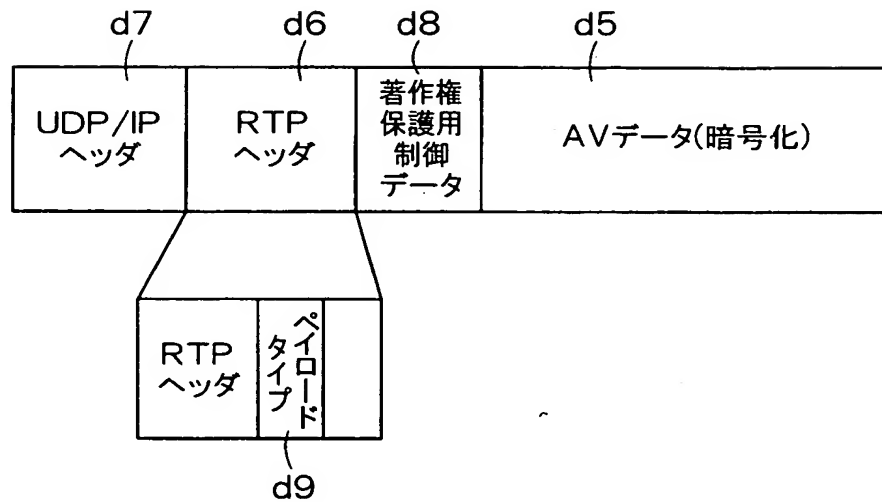 d7
d6
d8
d5
UDP/IP
ヘッダ
RTP
ヘッダ
著作権
保護用
制御
データ
AVデータ(暗号化)
RTP
ヘッダ
ペイロード
タイプ
d9